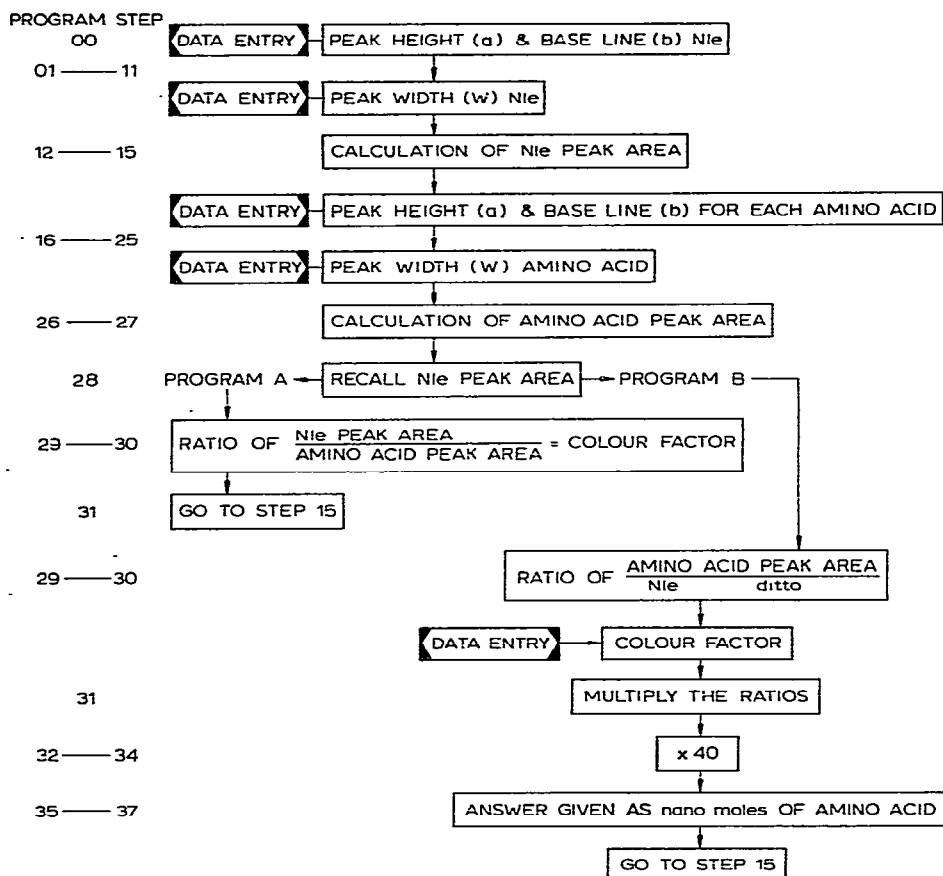 PROGRAM STEP
00
DATA ENTRY
PEAK HEIGHT (a) & BASE LINE (b) Nle
01 — 11
DATA ENTRY
PEAK WIDTH (W) Nle
12 — 15
CALCULATION OF Nle PEAK AREA
DATA ENTRY
PEAK HEIGHT (a) & BASE LINE (b) FOR EACH AMINO ACID
16 — 25
DATA ENTRY
PEAK WIDTH (W) AMINO ACID
26 — 27
CALCULATION OF AMINO ACID PEAK AREA
28
PROGRAM A
RECALL Nle PEAK AREA
PROGRAM B
29 — 30
RATIO OF Nle PEAK AREA / AMINO ACID PEAK AREA = COLOUR FACTOR
31
GO TO STEP 15
29 — 30
RATIO OF AMINO ACID PEAK AREA / Nle ditto
DATA ENTRY
COLOUR FACTOR
31
MULTIPLY THE RATIOS
32 — 34
x 40
35 — 37
ANSWER GIVEN AS nano moles OF AMINO ACID
GO TO STEP 15